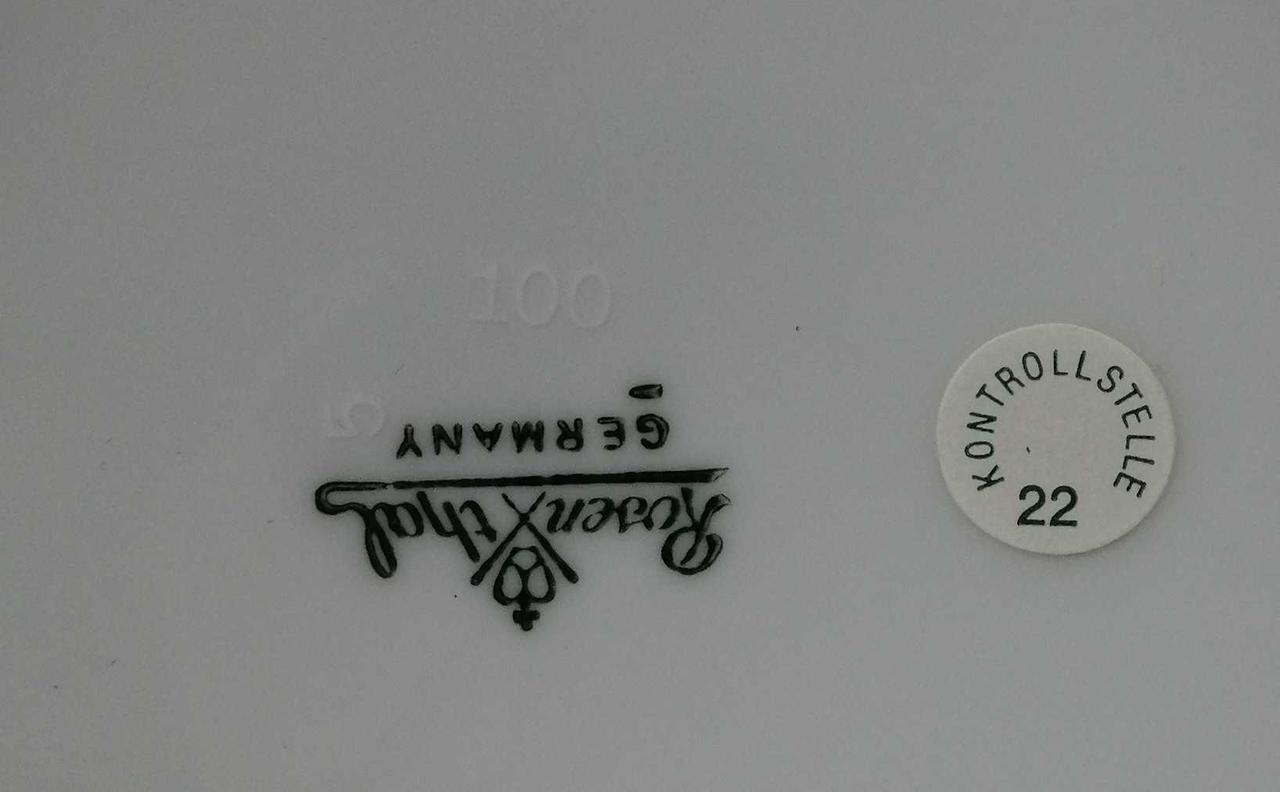 100
Rosenthal
GERMANY
KONTROLLSTELLE
22